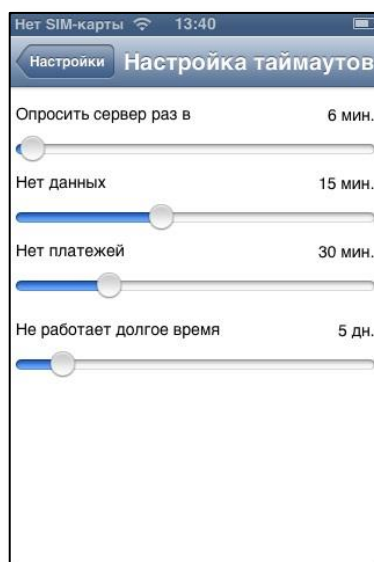 Нет SIM-карты 13:40
Настройки Настройка таймаутов
Опросить сервер раз в 6 мин.
Нет данных 15 мин.
Нет платежей 30 мин.
Не работает долгое время 5 дн.